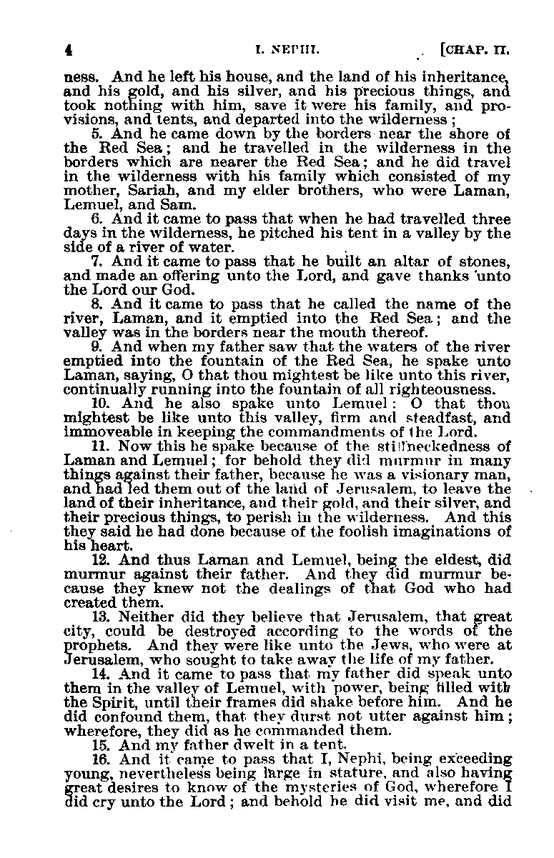 4 I. NEPHI. [CHAP. II.
ness. And he left his house, and the land of his inheritance,
and his gold, and his silver, and his precious things, and
took nothing with him, save it were his family, and pro-
visions, and tents, and departed into the wilderness ;
5. And he came down by the borders near the shore of
the Red Sea; and he travelled in the wilderness in the
borders which are nearer the Red Sea; and he did travel
in the wilderness with his family which consisted of my
mother, Sariah, and my elder brothers, who were Laman,
Lemuel, and Sam.
6. And it came to pass that when he had travelled three
days in the wilderness, he pitched his tent in a valley by the
side of a river of water.
7. And it came to pass that he built an altar of stones,
and made an offering unto the Lord, and gave thanks unto
the Lord our God.
8. And it came to pass that he called the name of the
river, Laman, and it emptied into the Red Sea; and the
valley was in the borders near the mouth thereof.
9. And when my father saw that the waters of the river
emptied into the fountain of the Red Sea, he spake unto
Laman, saying, O that thou mightest be like unto this river,
continually running into the fountain of all righteousness.
10. And he also spake unto Lemuel: O that thou
mightest be like unto this valley, firm and steadfast, and
immoveable in keeping the commandments of the Lord.
11. Now this he spake because of the stiffneckedness of
Laman and Lemuel; for behold they did murmur in many
things against their father, because he was a visionary man,
and had led them out of the land of Jerusalem, to leave the
land of their inheritance, and their gold, and their silver, and
their precious things, to perish in the wilderness. And this
they said he had done because of the foolish imaginations of
his heart.
12. And thus Laman and Lemuel, being the eldest, did
murmur against their father. And they did murmur be-
cause they knew not the dealings of that God who had
created them.
13. Neither did they believe that Jerusalem, that great
city, could be destroyed according to the words of the
prophets. And they were like unto the Jews, who were at
Jerusalem, who sought to take away the life of my father.
14. And it came to pass that my father did speak unto
them in the valley of Lemuel, with power, being filled with
the Spirit, until their frames did shake before him. And he
did confound them, that they durst not utter against him;
wherefore, they did as he commanded them.
15. And my father dwelt in a tent.
16. And it came to pass that I, Nephi, being exceeding
young, nevertheless being large in stature, and also having
great desires to know of the mysteries of God, wherefore I
did cry unto the Lord; and behold he did visit me, and did